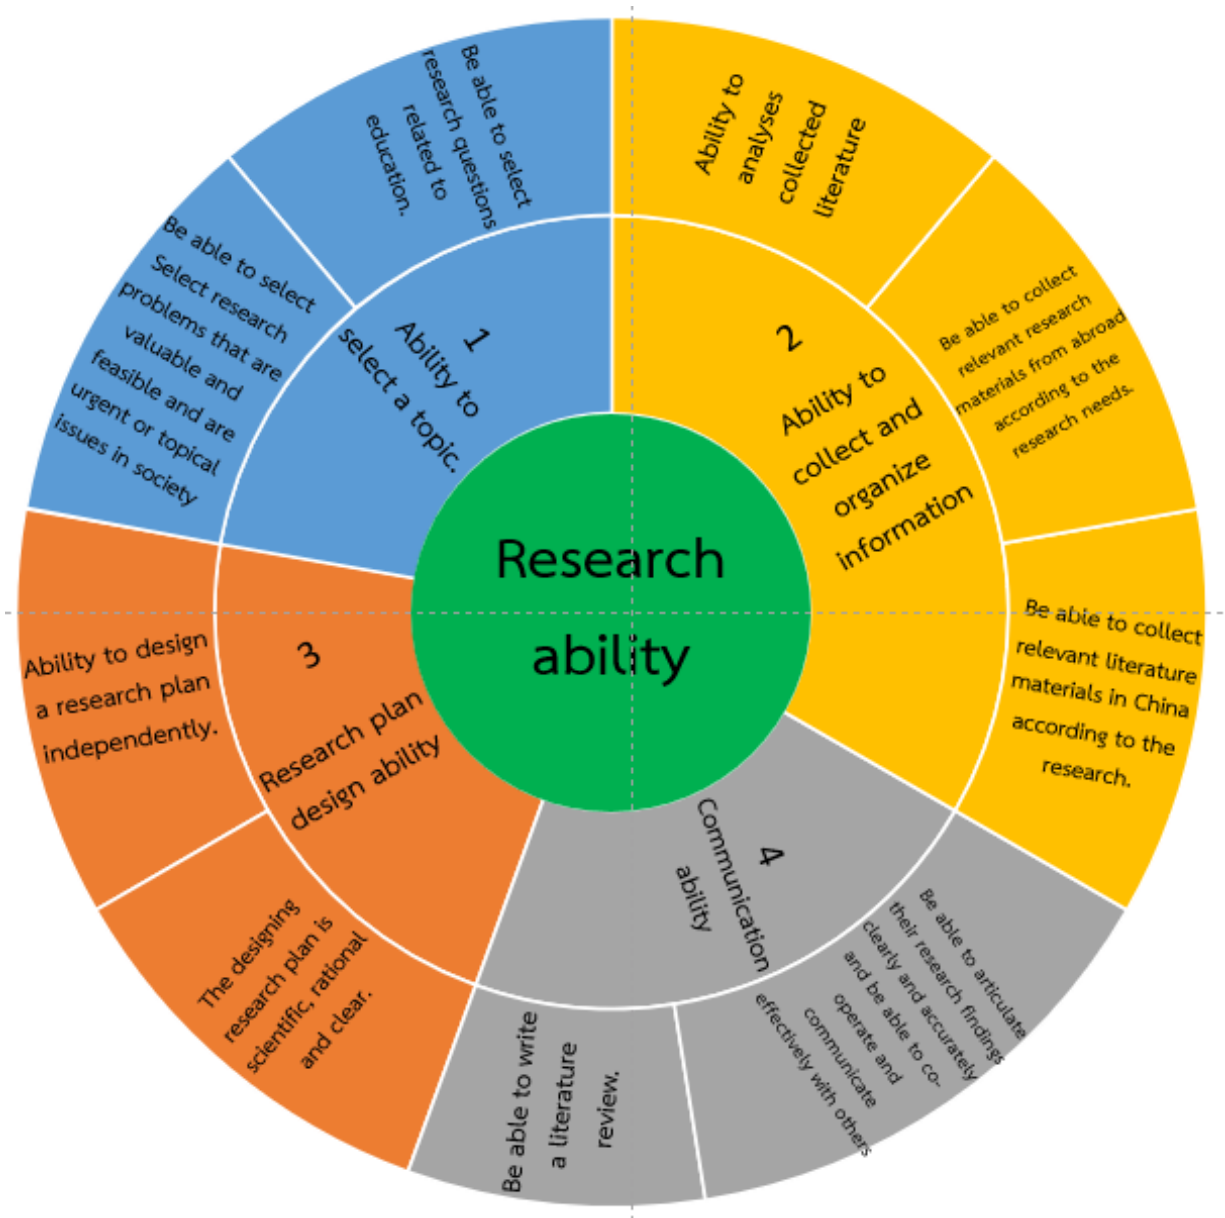 Research
ability
1
Ability to
select a topic.
Be able to select
research questions
related to
education.
Be able to select
Select research
problems that are
valuable and
feasible and are
urgent or topical
issues in society
2
Ability to
collect and
organize
information
Ability to
analyses
collected
literature
Be able to collect
relevant research
materials from abroad
according to the
research needs.
Be able to collect
relevant literature
materials in China
according to the
research.
3
Research plan
design ability
Ability to design
a research plan
independently.
The designing
research plan is
scientific, rational
and clear.
4
Communication
ability
Be able to articulate
their research findings
clearly and accurately
and be able to co-
operate and
communicate
effectively with others
Be able to write
a literature
review.